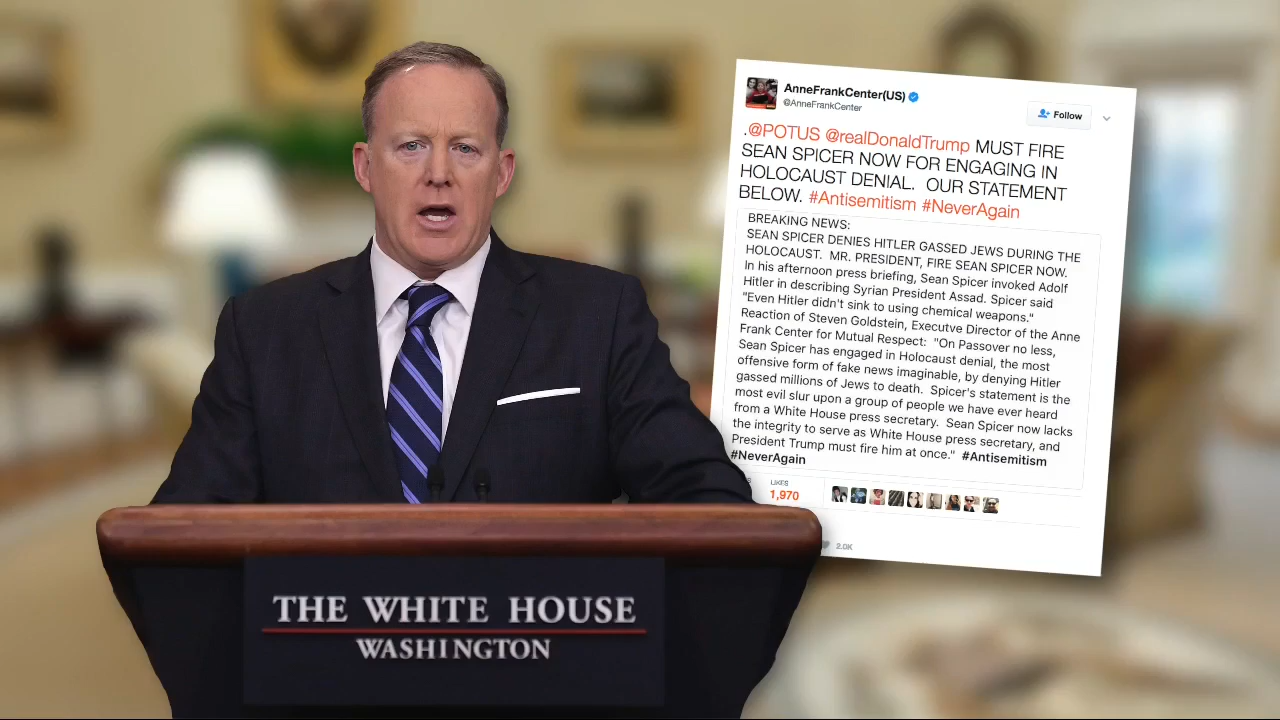 AnneFrankCenter(US)
@AnneFrankCenter
Follow
.@POTUS @realDonaldTrump MUST FIRE
SEAN SPICER NOW FOR ENGAGING IN
HOLOCAUST DENIAL. OUR STATEMENT
BELOW. #Antisemitism #NeverAgain
BREAKING NEWS:
SEAN SPICER DENIES HITLER GASSED JEWS DURING THE
HOLOCAUST. MR. PRESIDENT, FIRE SEAN SPICER NOW.
In his afternoon press briefing, Sean Spicer invoked Adolf
Hitler in describing Syrian President Assad. Spicer said
"Even Hitler didn't sink to using chemical weapons."
Reaction of Steven Goldstein, Executve Director of the Anne
Frank Center for Mutual Respect: "On Passover no less,
Sean Spicer has engaged in Holocaust denial, the most
offensive form of fake news imaginable, by denying Hitler
gassed millions of Jews to death. Spicer's statement is the
most evil slur upon a group of people we have ever heard
from a White House press secretary. Sean Spicer now lacks
the integrity to serve as White House press secretary, and
President Trump must fire him at once." #Antisemitism
#NeverAgain
LIKES
1,970
2.0K
THE WHITE HOUSE
WASHINGTON